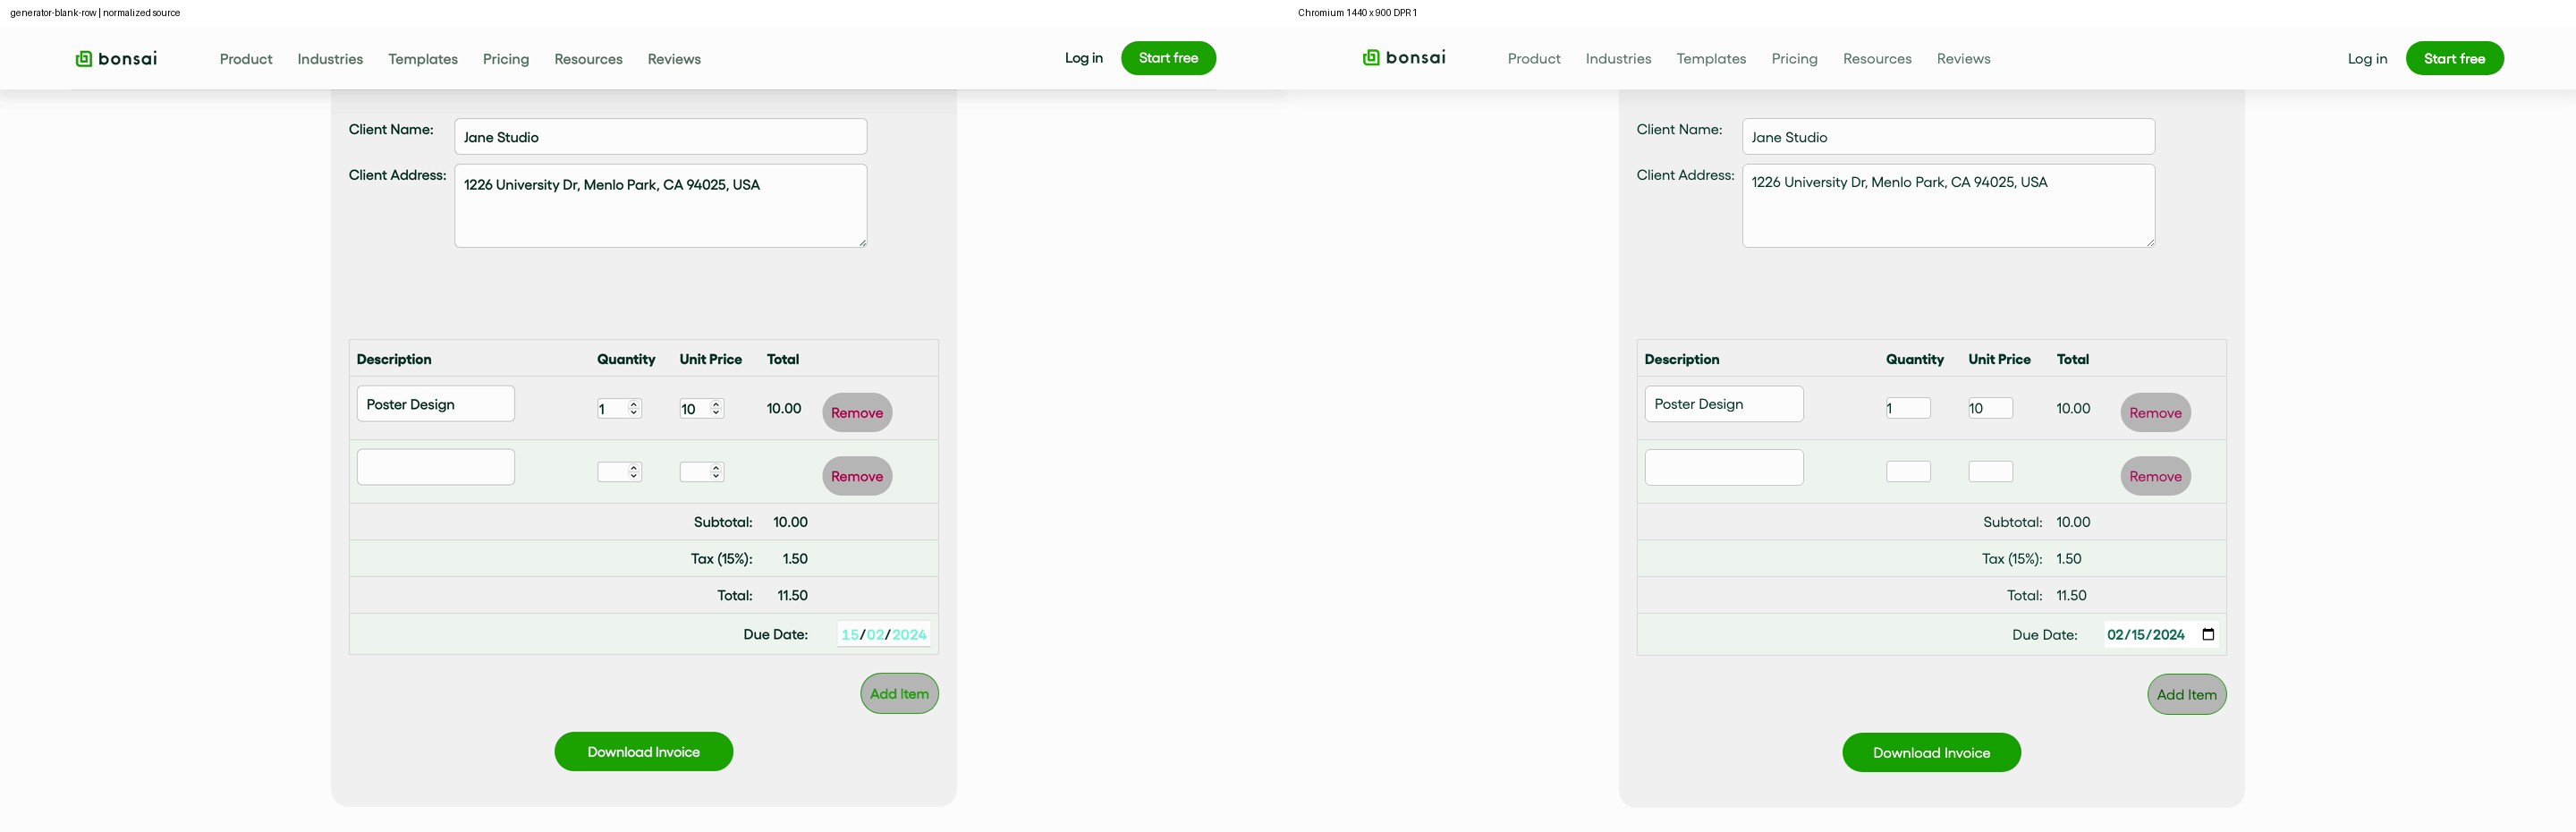 generator-blank-row | normalized source
bonsai Product Industries Templates Pricing Resources Reviews Log in Start free
Client Name: Jane Studio
Client Address: 1226 University Dr, Menlo Park, CA 94025, USA
Description Quantity Unit Price Total
Poster Design 1 10 10.00 Remove
Remove
Subtotal: 10.00
Tax (15%): 1.50
Total: 11.50
Due Date: 15/02/2024
Add Item
Download Invoice
Chromium 1440 x 900 DPR 1
bonsai Product Industries Templates Pricing Resources Reviews Log in Start free
Client Name: Jane Studio
Client Address: 1226 University Dr, Menlo Park, CA 94025, USA
Description Quantity Unit Price Total
Poster Design 1 10 10.00 Remove
Remove
Subtotal: 10.00
Tax (15%): 1.50
Total: 11.50
Due Date: 02/15/2024
Add Item
Download Invoice